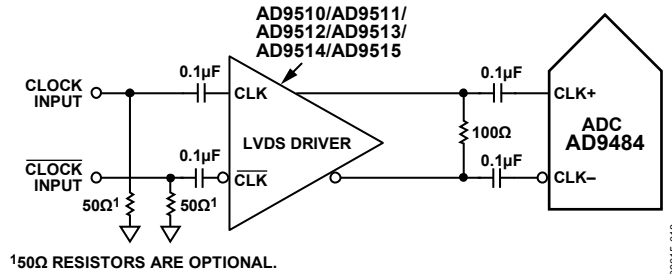 AD9510/AD9511/
AD9512/AD9513/
AD9514/AD9515
0.1µF
0.1µF
CLOCK
INPUT
CLK
CLK+
ADC
AD9484
100Ω
LVDS DRIVER
CLOCK
INPUT
0.1µF
0.1µF
CLK
CLK–
50Ω1
50Ω1
150Ω RESISTORS ARE OPTIONAL.